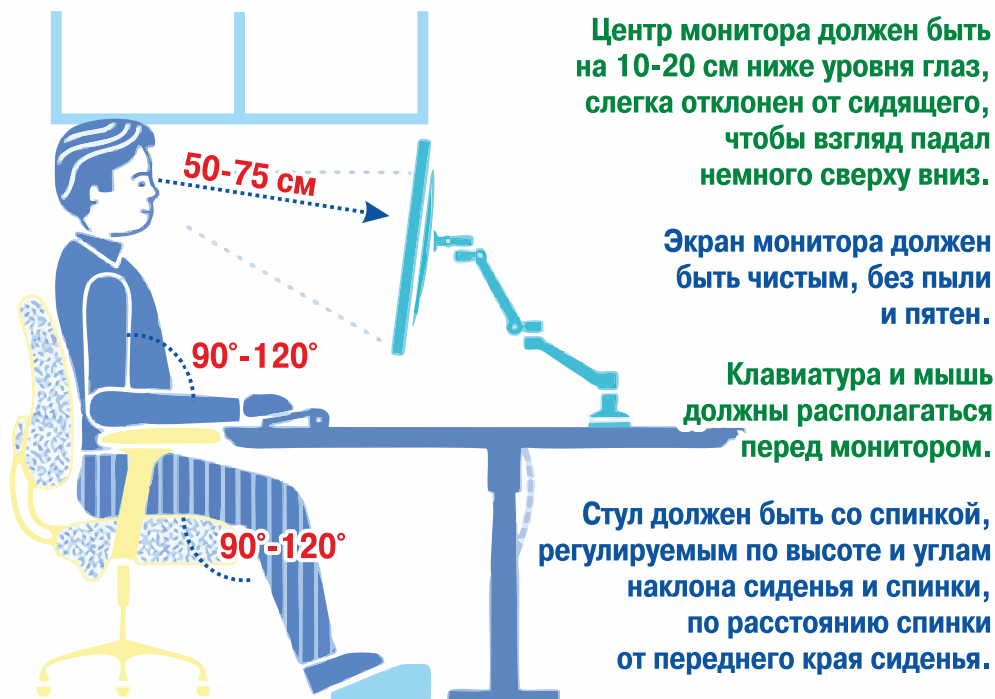 Центр монитора должен быть
на 10-20 см ниже уровня глаз,
слегка отклонен от сидящего,
чтобы взгляд падал
немного сверху вниз.
50-75 см
Экран монитора должен
быть чистым, без пыли
и пятен.
90°-120°
Клавиатура и мышь
должны располагаться
перед монитором.
90°-120°
Стул должен быть со спинкой,
регулируемым по высоте и углам
наклона сиденья и спинки,
по расстоянию спинки
от переднего края сиденья.